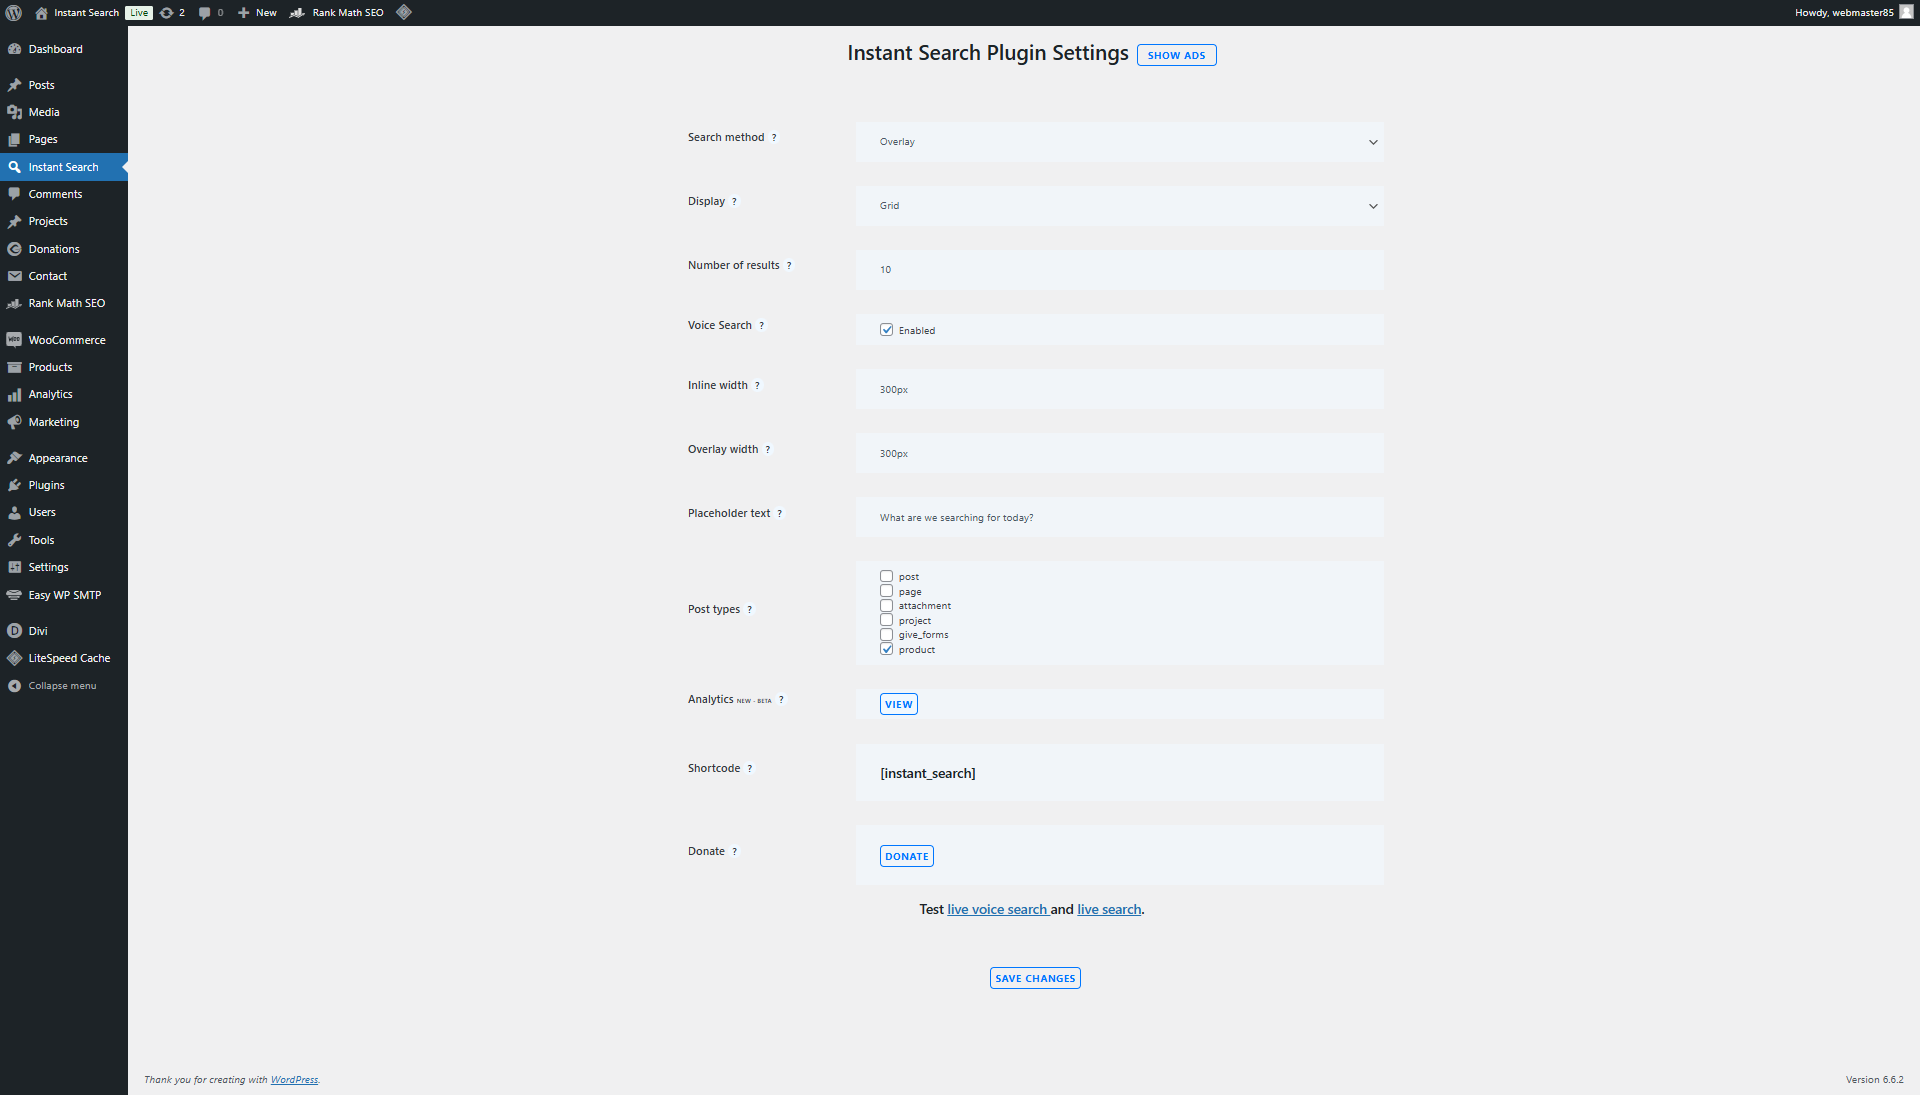 Instant Search Live 2 0 New Rank Math SEO Howdy, webmaster85
Dashboard
Posts
Media
Pages
Instant Search
Comments
Projects
Donations
Contact
Rank Math SEO
WooCommerce
Products
Analytics
Marketing
Appearance
Plugins
Users
Tools
Settings
Easy WP SMTP
Divi
LiteSpeed Cache
Collapse menu
Instant Search Plugin Settings SHOW ADS
Search method ? Overlay
Display ? Grid
Number of results ? 10
Voice Search ? Enabled
Inline width ? 300px
Overlay width ? 300px
Placeholder text ? What are we searching for today?
Post types ?
post
page
attachment
project
give_forms
product
Analytics NEW - BETA ? VIEW
Shortcode ? [instant_search]
Donate ? DONATE
Test live voice search and live search.
SAVE CHANGES
Thank you for creating with WordPress. Version 6.6.2